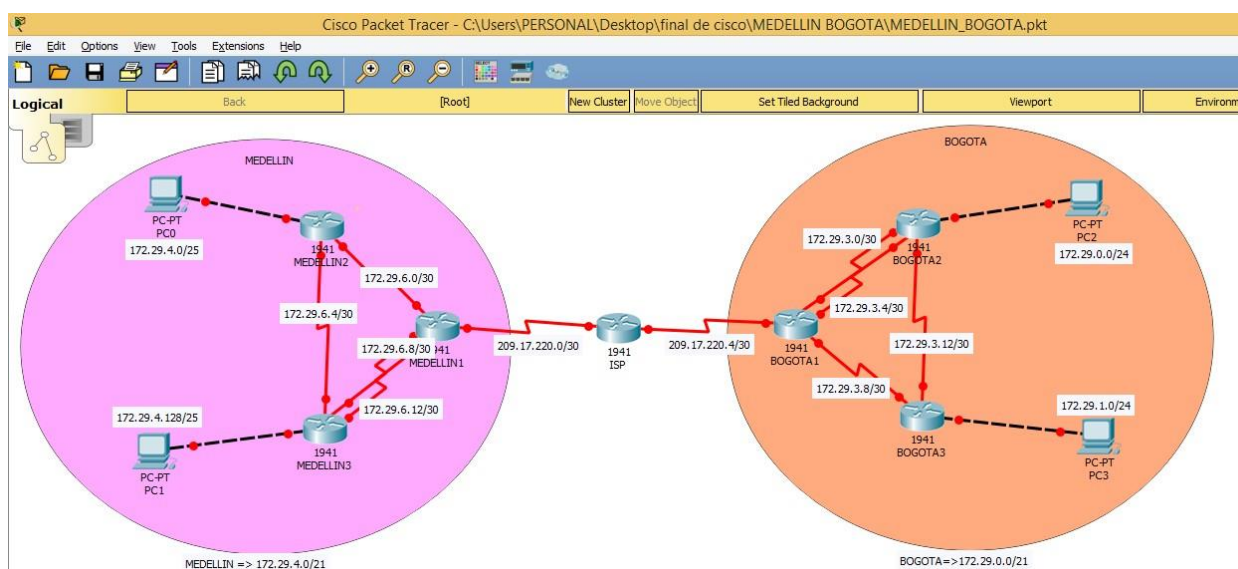 Cisco Packet Tracer - C:\Users\PERSONAL\Desktop\final de cisco\MEDELLIN BOGOTA\MEDELLIN_BOGOTA.pkt
File Edit Options View Tools Extensions Help
Logical Back [Root] New Cluster Move Object Set Tiled Background Viewport Environm
MEDELLIN
PC-PT
PC0
172.29.4.0/25
1941
MEDELLIN2
172.29.6.0/30
172.29.6.4/30
172.29.6.8/30
941
MEDELLIN1
172.29.6.12/30
172.29.4.128/25
PC-PT
PC1
1941
MEDELLIN3
MEDELLIN => 172.29.4.0/21
209.17.220.0/30
1941
ISP
209.17.220.4/30
BOGOTA
172.29.3.0/30
1941
BOGOTA2
PC-PT
PC2
172.29.0.0/24
172.29.3.4/30
1941
BOGOTA1
172.29.3.12/30
172.29.3.8/30
172.29.1.0/24
1941
BOGOTA3
PC-PT
PC3
BOGOTA=>172.29.0.0/21